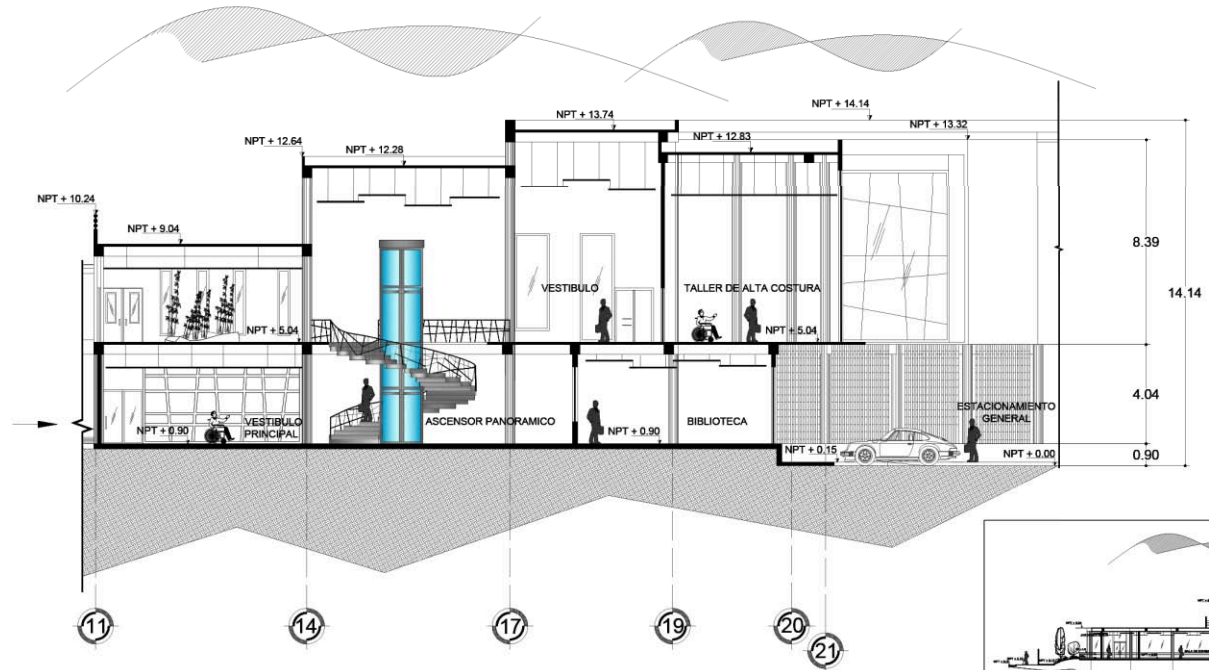 NPT + 14.14
NPT + 13.74
NPT + 13.32
NPT + 12.64
NPT + 12.28
NPT + 12.83
NPT + 10.24
NPT + 9.04
8.39
14.14
VESTIBULO
TALLER DE ALTA COSTURA
NPT + 5.04
NPT + 5.04
4.04
VESTIBULO
PRINCIPAL
ASCENSOR PANORAMICO
BIBLIOTECA
ESTACIONAMIENTO
GENERAL
NPT + 0.90
NPT + 0.90
NPT + 0.15
NPT + 0.00
0.90
11
14
17
19
20
21